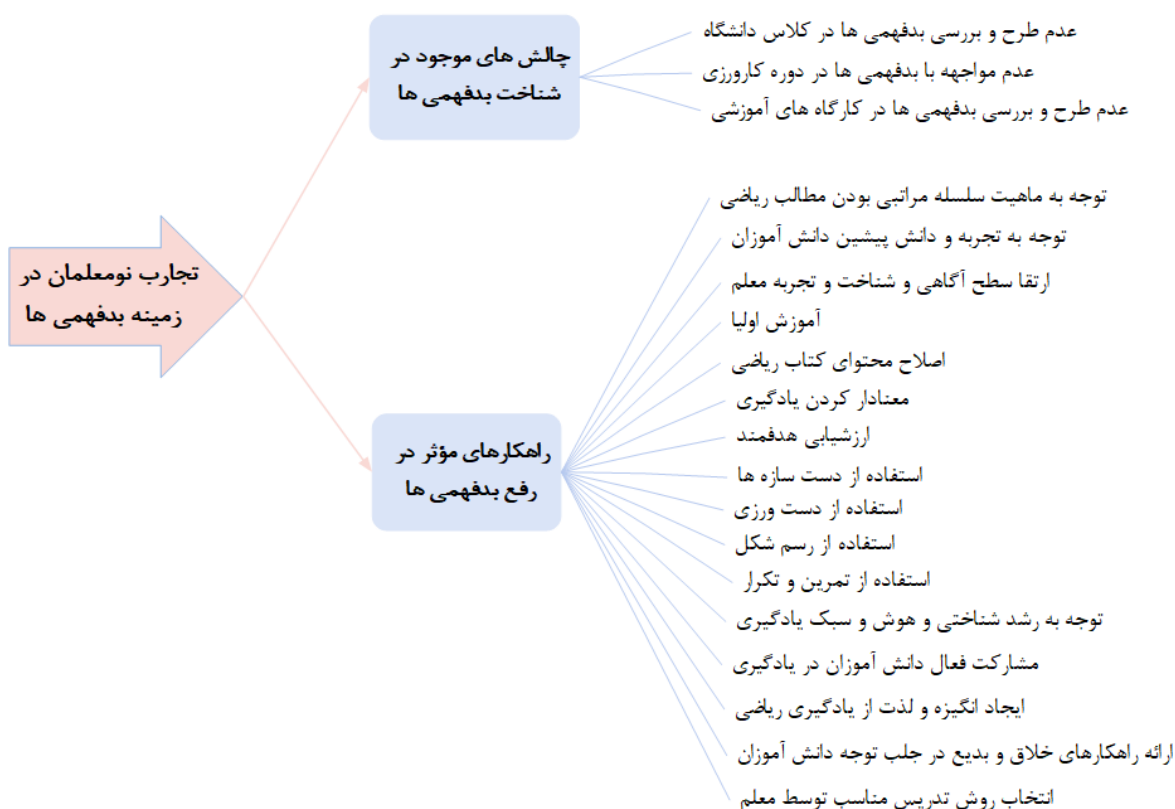 تجارب نومعلمان در
زمینه بدفهمی ها
چالش های موجود در
شناخت بدفهمی ها
عدم طرح و بررسی بدفهمی ها در کلاس دانشگاه
عدم مواجهه با بدفهمی ها در دوره کارورزی
عدم طرح و بررسی بدفهمی ها در کارگاه های آموزشی
راهکارهای مؤثر در
رفع بدفهمی ها
توجه به ماهیت سلسله مراتبی بودن مطالب ریاضی
توجه به تجربه و دانش پیشین دانش آموزان
ارتقا سطح آگاهی و شناخت و تجربه معلم
آموزش اولیا
اصلاح محتوای کتاب ریاضی
معنادار کردن یادگیری
ارزشیابی هدفمند
استفاده از دست سازه ها
استفاده از دست ورزی
استفاده از رسم شکل
استفاده از تمرین و تکرار
توجه به رشد شناختی و هوش و سبک یادگیری
مشارکت فعال دانش آموزان در یادگیری
ایجاد انگیزه و لذت از یادگیری ریاضی
ارائه راهکارهای خلاق و بدیع در جلب توجه دانش آموزان
انتخاب روش تدریس مناسب توسط معلم